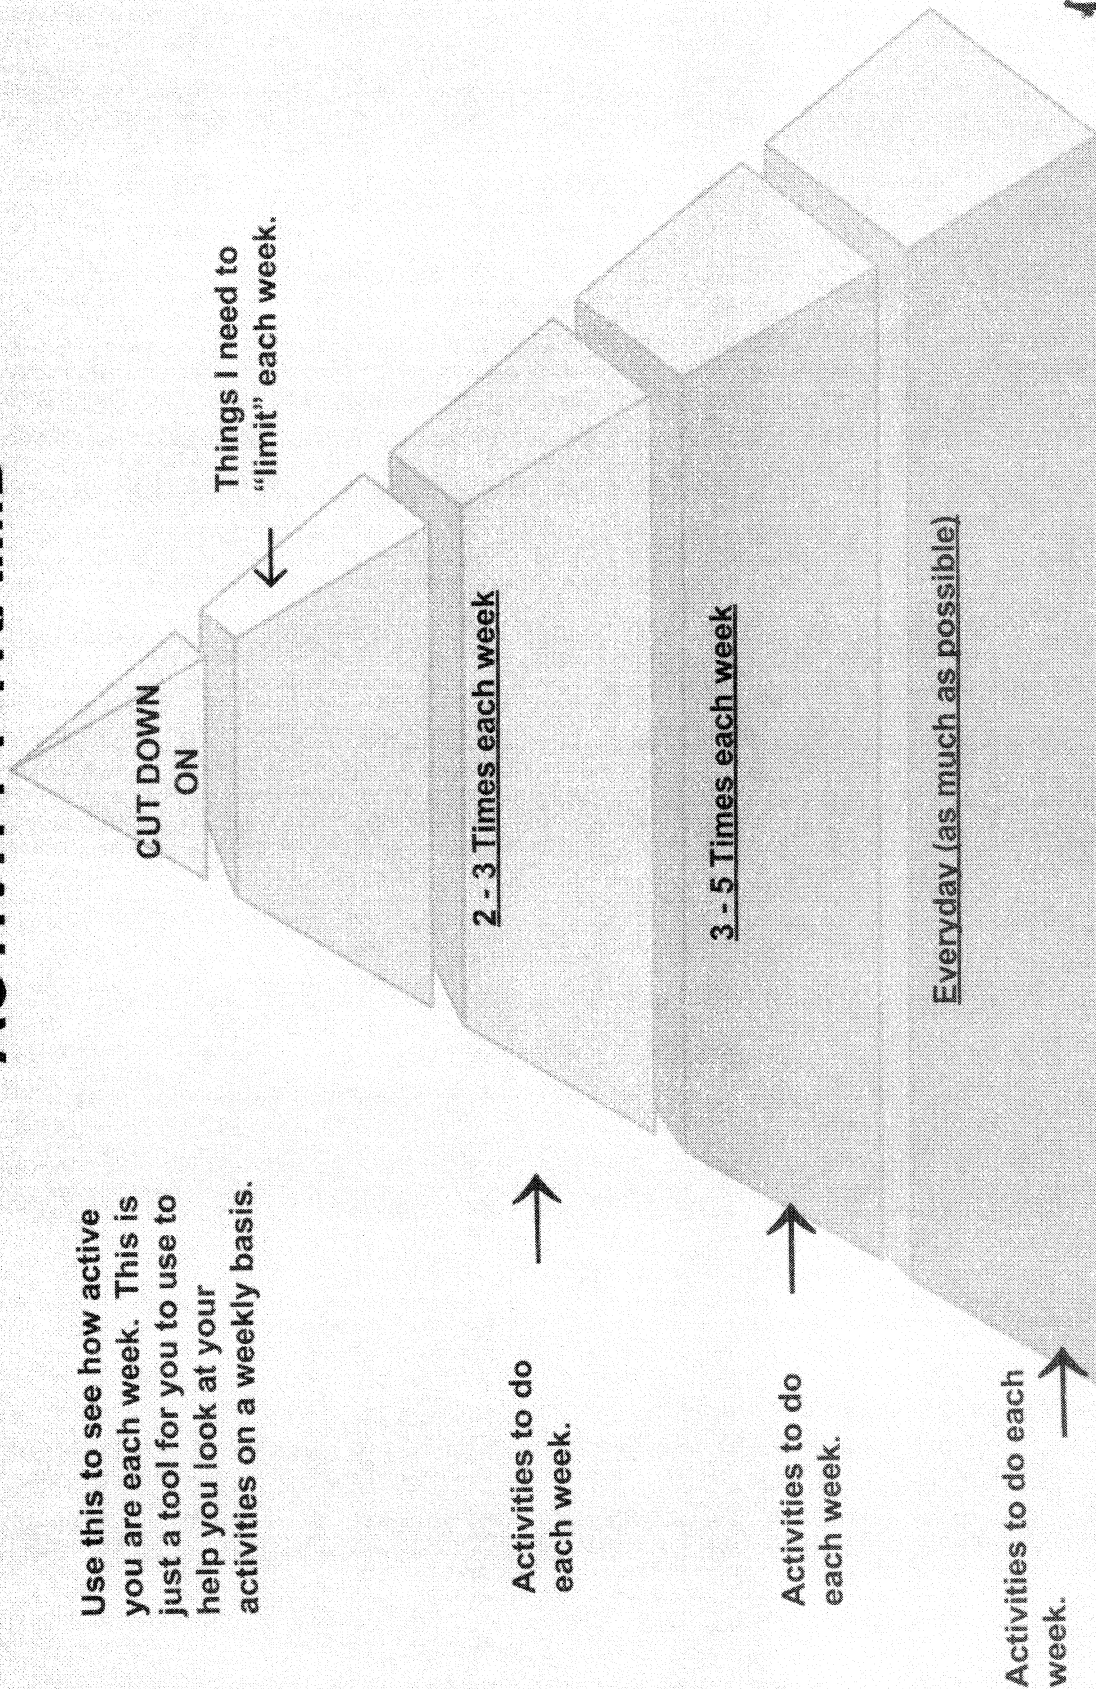 Use this to see how active
you are each week. This is
just a tool for you to use to
help you look at your
activities on a weekly basis.
Things I need to
“limit” each week.
CUT DOWN
ON
Activities to do
each week.
2 - 3 Times each week
Activities to do
each week.
3 - 5 Times each week
Activities to do each
week.
Everyday (as much as possible)